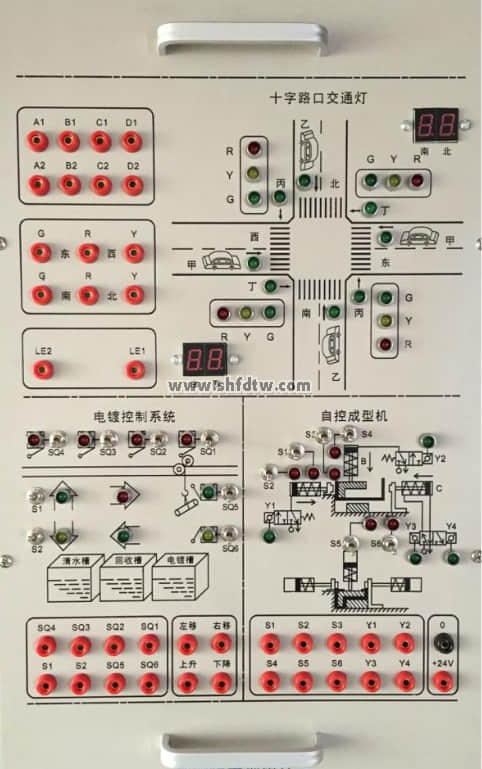 十字路口交通灯
A1 B1 C1 D1
A2 B2 C2 D2
G R Y
东 西
G R Y
南 北
LE2 LE1
R
Y
G
乙
丙
北
南 北
G Y R
丁
西
甲
甲
东
丁
南
丙
G
Y
R
R Y G
乙
www.shfdtw.com
电镀控制系统
SQ4 SQ3 SQ2 SQ1
S1
SQ5
S2
SQ6
清水槽 回收槽 电镀槽
自控成型机
S3 S4
S1
S2
B
Y2
C
Y1
Y3 Y4
S5 S6
SQ4 SQ3 SQ2 SQ1
S1 S2 SQ5 SQ6
左移 右移
上升 下降
S1 S2 S3 Y1 Y2
S4 S5 S6 Y3 Y4
0
+24V